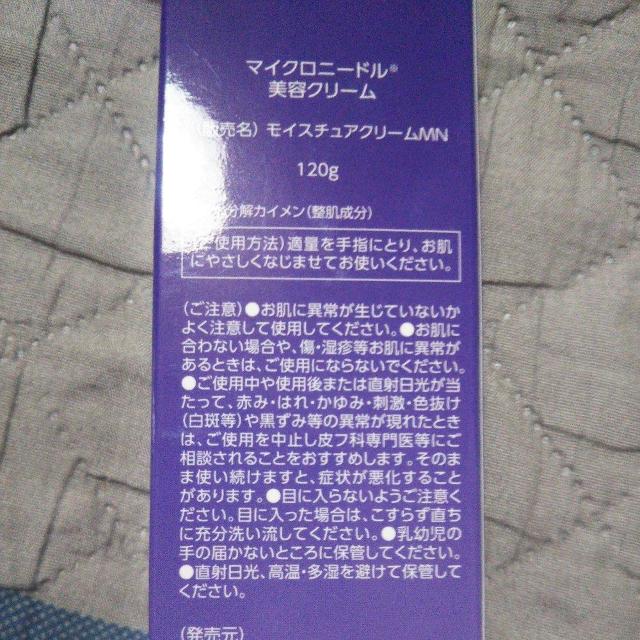 マイクロニードル®
美容クリーム
販売名）モイスチュアクリームMN
120g
分解カイメン（整肌成分）
ご使用方法）適量を手指にとり、お肌
にやさしくなじませてお使いください。
（ご注意）●お肌に異常が生じていないか
よく注意して使用してください。●お肌に
合わない場合や、傷・湿疹等お肌に異常が
あるときは、ご使用にならないでください。
●ご使用中や使用後または直射日光が当
たって、赤み・はれ・かゆみ・刺激・色抜け
（白斑等）や黒ずみ等の異常が現れたとき
は、ご使用を中止し皮フ科専門医等にご
相談されることをおすすめします。そのま
ま使い続けますと、症状が悪化すること
があります。●目に入らないようご注意く
ださい。目に入った場合は、こすらず直ち
に充分洗い流してください。●乳幼児の
手の届かないところに保管してください。
●直射日光、高温・多湿を避けて保管して
ください。
（発売元）